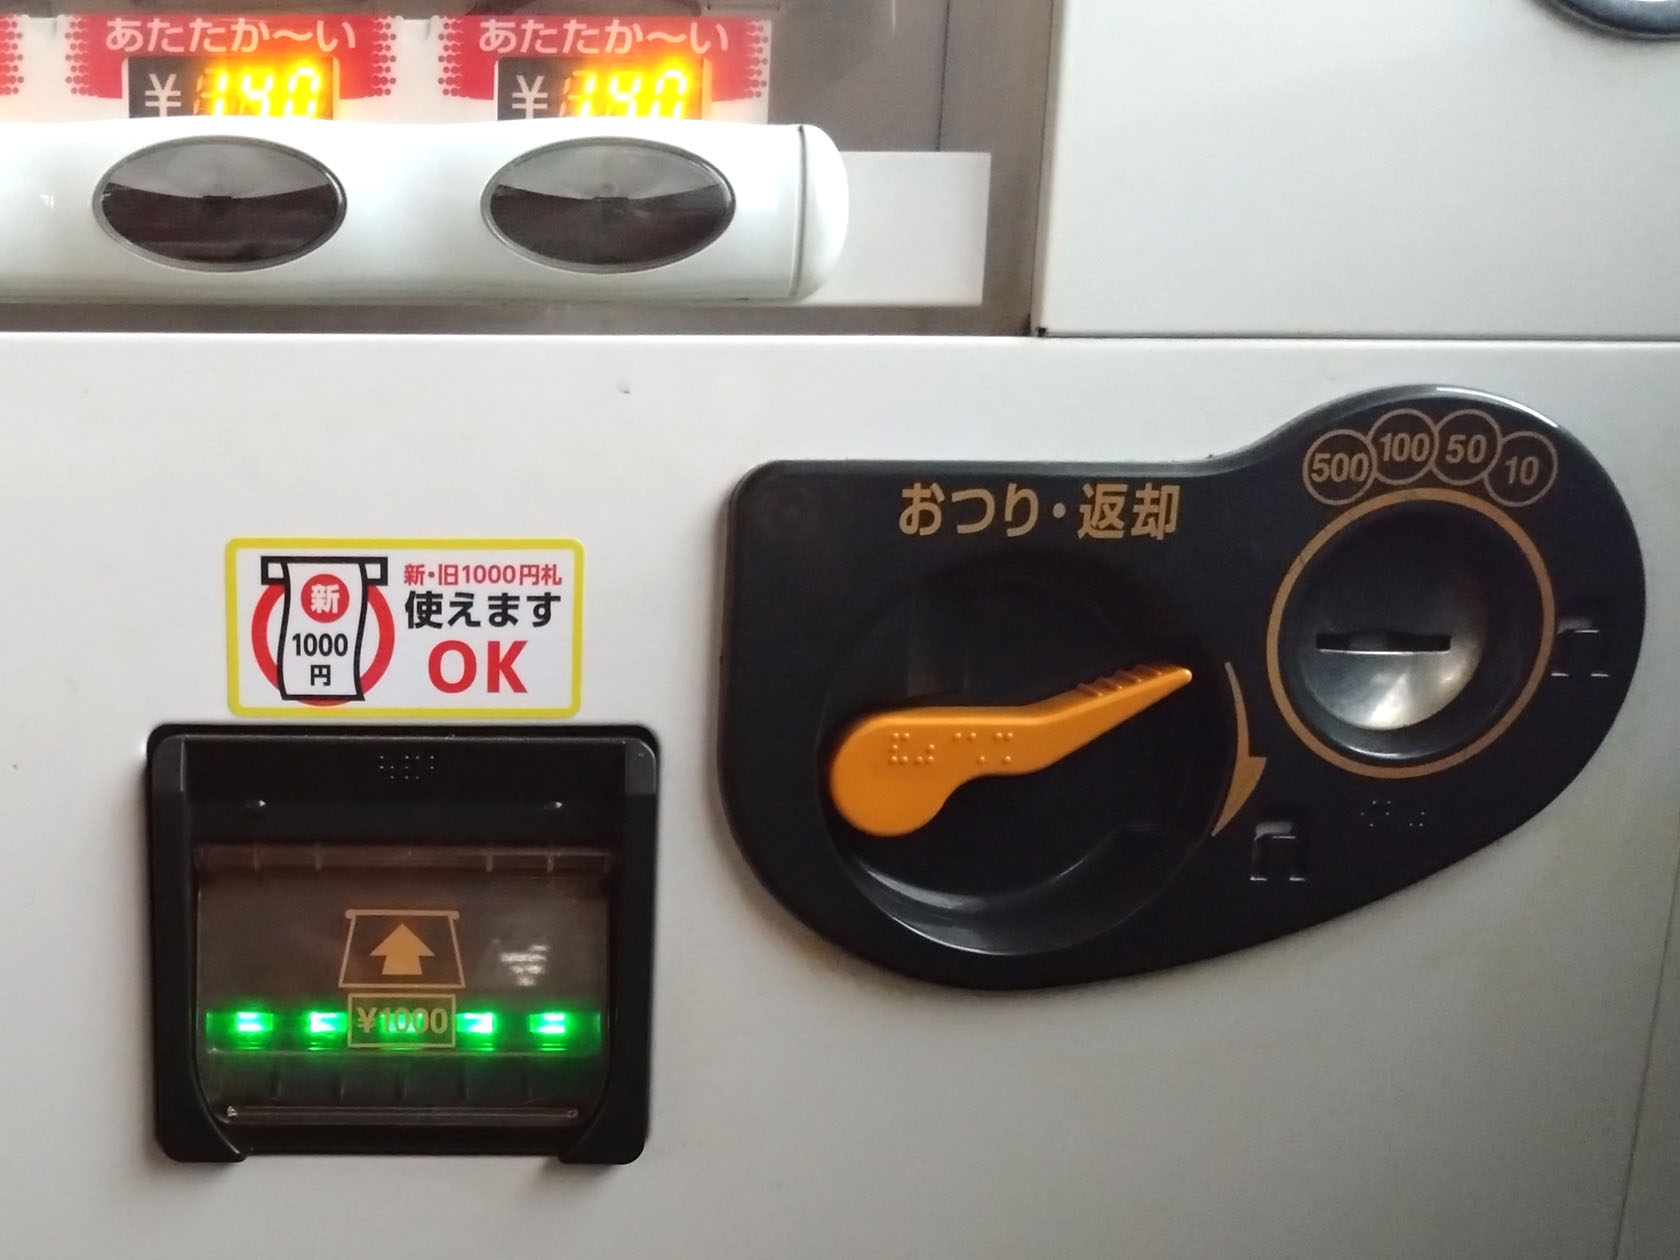 あたたか〜い
あたたか〜い
¥140
¥
500 100 50 10
おつり・返却
新・旧1000円札
使えます
OK
新
1000
円
¥1000